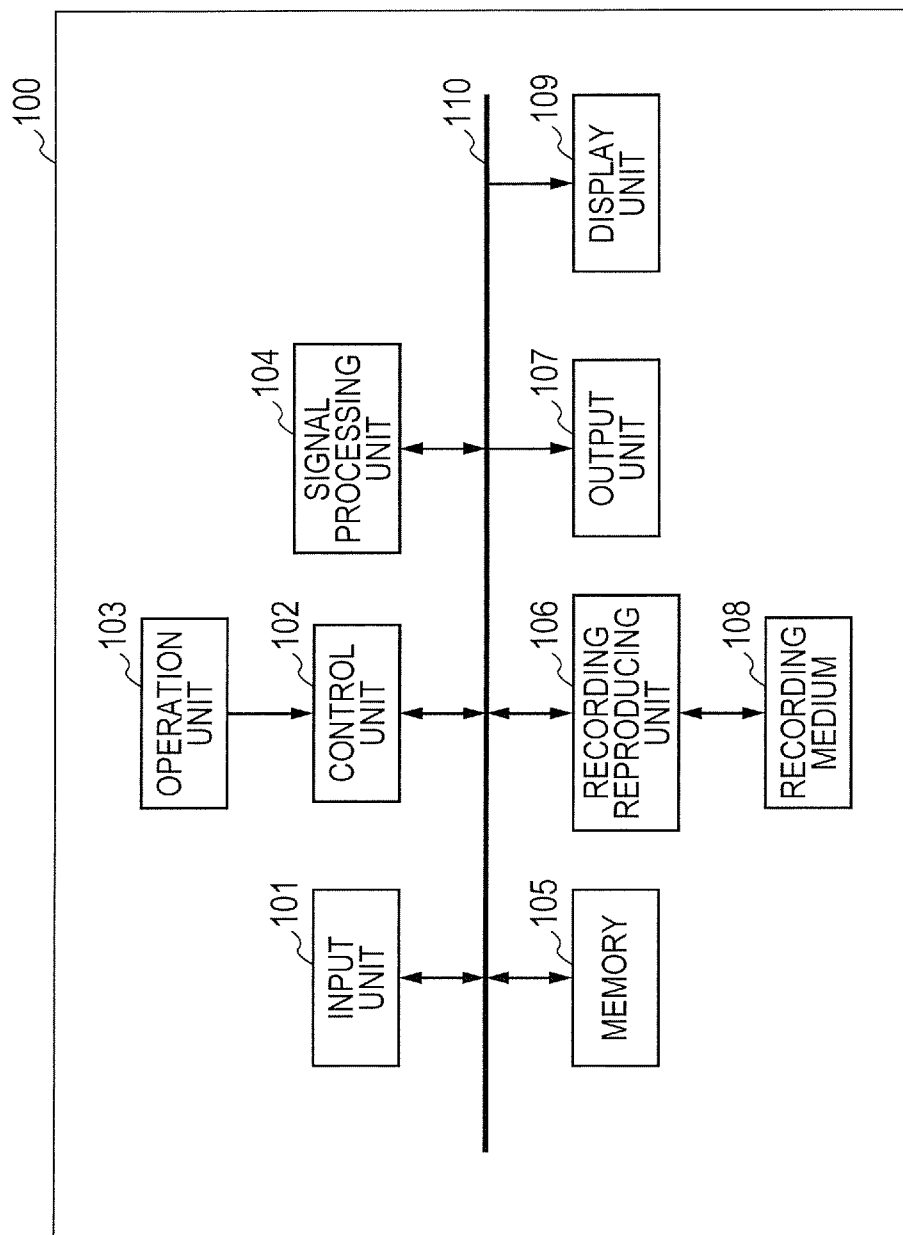 100
103
OPERATION
UNIT
101
INPUT
UNIT
102
CONTROL
UNIT
104
SIGNAL
PROCESSING
UNIT
110
105
MEMORY
106
RECORDING
REPRODUCING
UNIT
107
OUTPUT
UNIT
109
DISPLAY
UNIT
108
RECORDING
MEDIUM